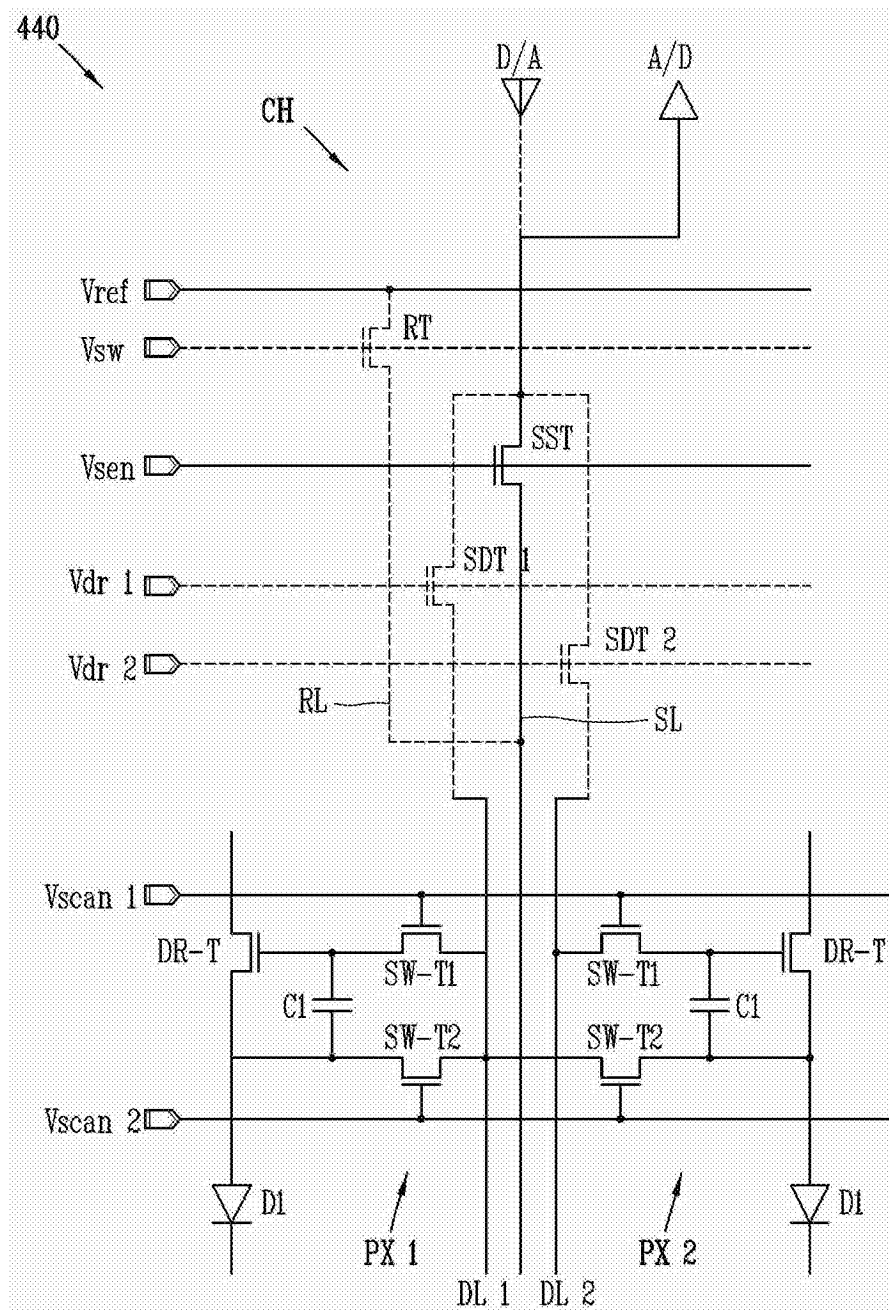 440
D/A A/D
CH
Vref
RT
Vsw
SST
Vsen
SDT 1
Vdr 1
SDT 2
Vdr 2
RL
SL
Vscan 1
DR-T
SW-T1
SW-T1
DR-T
C1
C1
SW-T2
SW-T2
Vscan 2
D1
D1
PX 1
PX 2
DL 1 DL 2